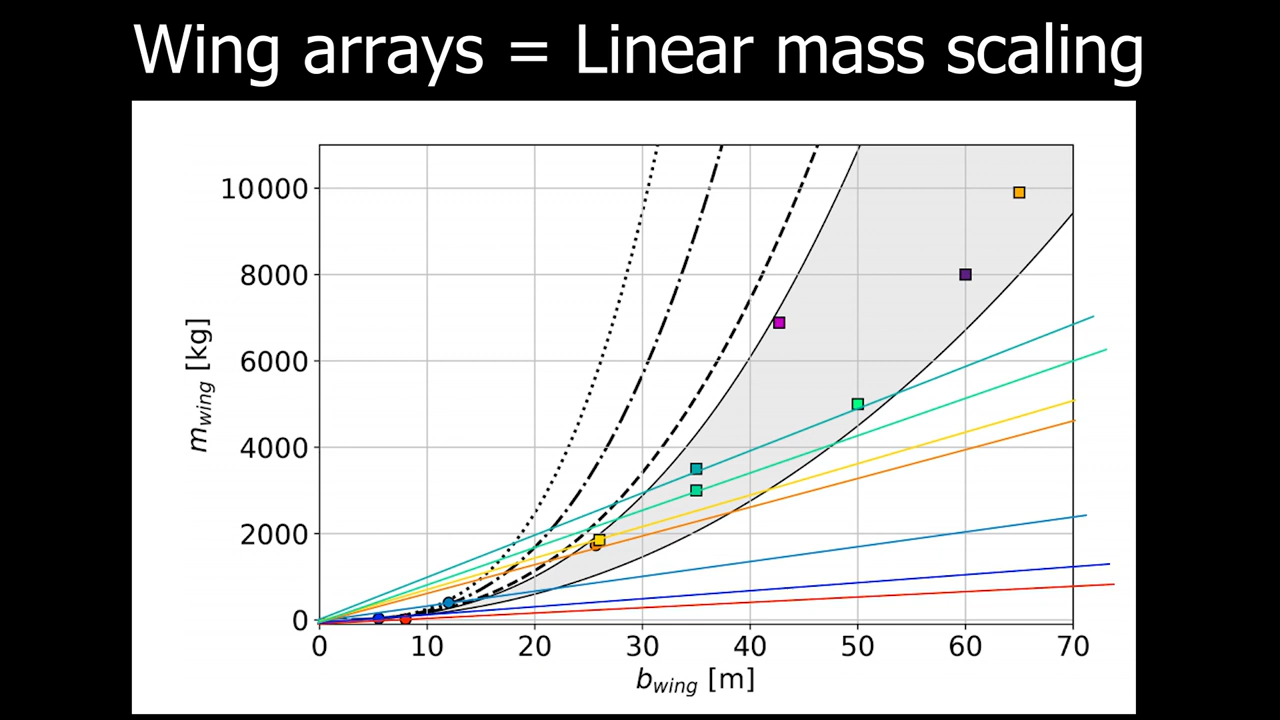 Wing arrays = Linear mass scaling
10000
8000
6000
4000
2000
0
m_wing [kg]
0 10 20 30 40 50 60 70
b_wing [m]